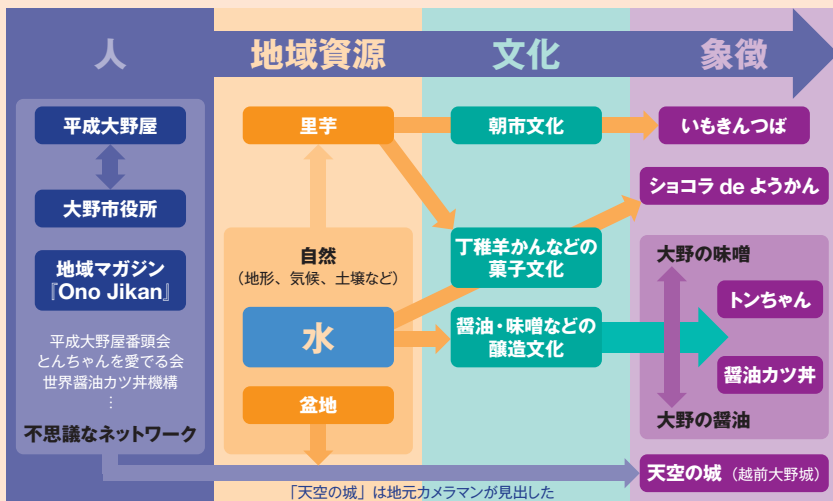 人
地域資源
文化
象徴
平成大野屋
大野市役所
地域マガジン
『Ono Jikan』
平成大野屋番頭会
とんちゃんを愛でる会
世界醤油カツ丼機構
⋮
不思議なネットワーク
里芋
自然
（地形、気候、土壌など）
水
盆地
朝市文化
丁稚羊かんなどの
菓子文化
醤油・味噌などの
醸造文化
いもきんつば
ショコラ de ようかん
大野の味噌
トンちゃん
醤油カツ丼
大野の醤油
天空の城（越前大野城）
「天空の城」は地元カメラマンが見出した